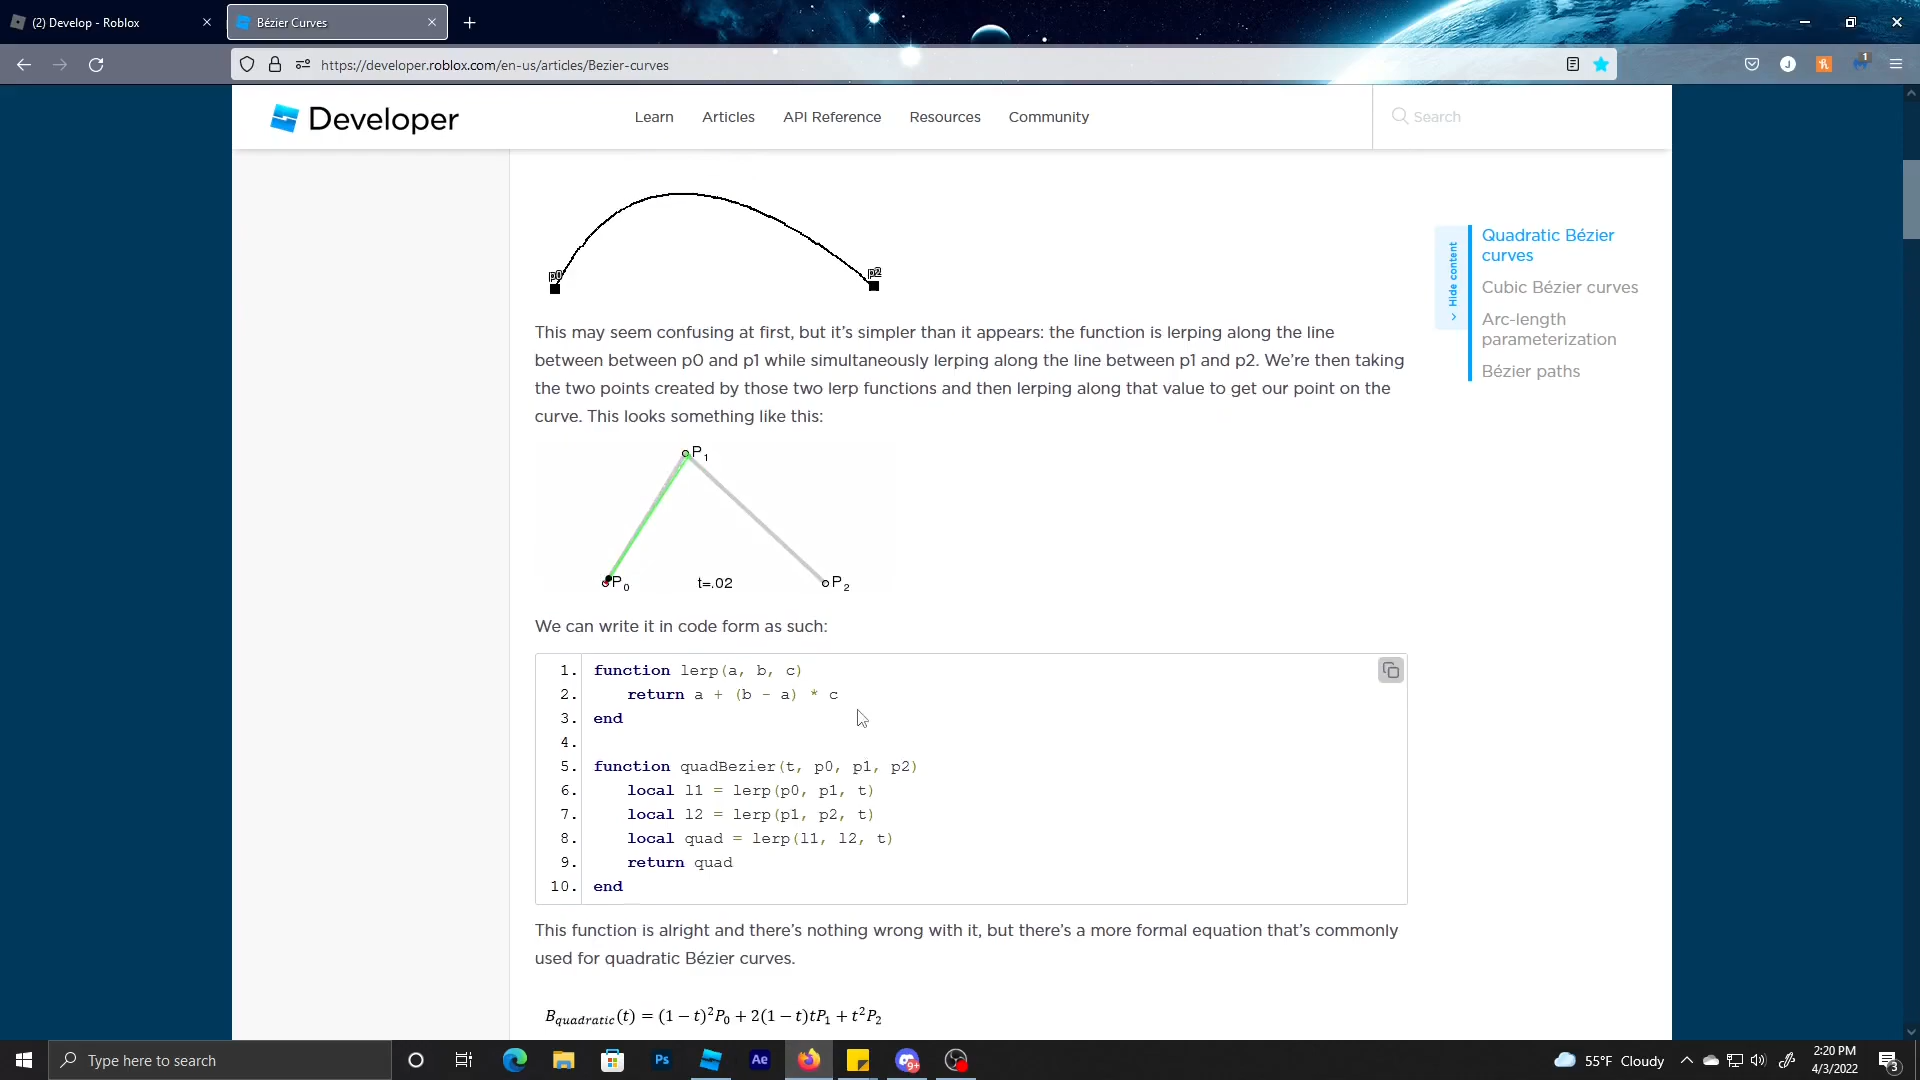 (2) Develop - Roblox
Bézier Curves
https://developer.roblox.com/en-us/articles/Bezier-curves
1
Developer
Learn
Articles
API Reference
Resources
Community
Search
p0
p2
Hide content
Quadratic Bézier
curves
Cubic Bézier curves
Arc-length
parameterization
Bézier paths
This may seem confusing at first, but it's simpler than it appears: the function is lerping along the line
between between p0 and p1 while simultaneously lerping along the line between p1 and p2. We're then taking
the two points created by those two lerp functions and then lerping along that value to get our point on the
curve. This looks something like this:
P1
P0
t=.02
P2
We can write it in code form as such:
1. function lerp(a, b, c)
2. return a + (b - a) * c
3. end
4.
5. function quadBezier(t, p0, p1, p2)
6. local l1 = lerp(p0, p1, t)
7. local l2 = lerp(p1, p2, t)
8. local quad = lerp(l1, l2, t)
9. return quad
10. end
This function is alright and there's nothing wrong with it, but there's a more formal equation that's commonly
used for quadratic Bézier curves.
Bquadratic(t) = (1 − t)²P₀ + 2(1 − t)tP₁ + t²P₂
Type here to search
Ps
Ae
9+
55°F Cloudy
2:20 PM
4/3/2022
3